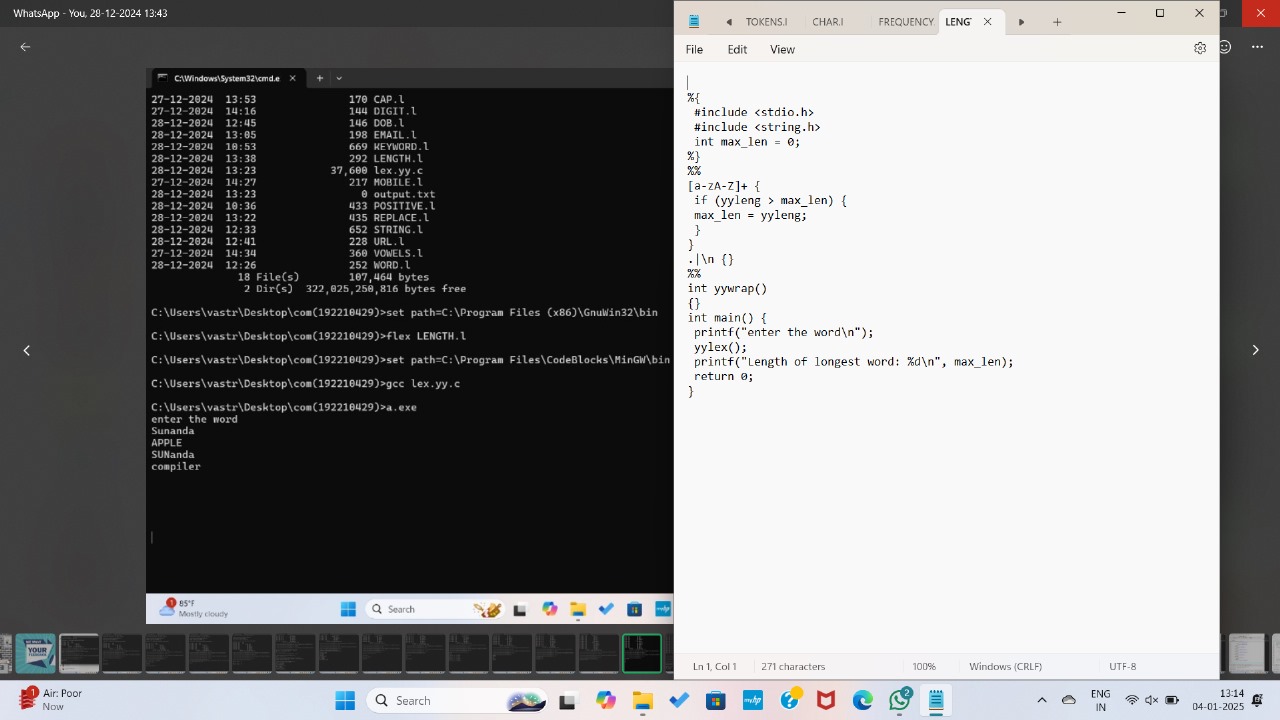 WhatsApp - You, 28-12-2024 13:43
C:\Windows\System32\cmd.e
27-12-2024 13:53 170 CAP.l
27-12-2024 14:16 144 DIGIT.l
28-12-2024 12:45 146 DOB.l
28-12-2024 13:05 198 EMAIL.l
28-12-2024 10:53 669 KEYWORD.l
28-12-2024 13:38 292 LENGTH.l
28-12-2024 13:23 37,600 lex.yy.c
27-12-2024 14:27 217 MOBILE.l
28-12-2024 13:23 0 output.txt
28-12-2024 10:36 433 POSITIVE.l
28-12-2024 13:22 435 REPLACE.l
28-12-2024 12:33 652 STRING.l
28-12-2024 12:41 228 URL.l
27-12-2024 14:34 360 VOWELS.l
28-12-2024 12:26 252 WORD.l
18 File(s) 107,464 bytes
2 Dir(s) 322,025,250,816 bytes free
C:\Users\vastr\Desktop\com(192210429)>set path=C:\Program Files (x86)\GnuWin32\bin
C:\Users\vastr\Desktop\com(192210429)>flex LENGTH.l
C:\Users\vastr\Desktop\com(192210429)>set path=C:\Program Files\CodeBlocks\MinGW\bin
C:\Users\vastr\Desktop\com(192210429)>gcc lex.yy.c
C:\Users\vastr\Desktop\com(192210429)>a.exe
enter the word
Sunanda
APPLE
SUNanda
compiler
1
85°F
Mostly cloudy
Search
TOKENS.l CHAR.l FREQUENCY LENGT
File Edit View
%{
#include <stdio.h>
#include <string.h>
int max_len = 0;
%}
%%
[a-zA-Z]+ {
if (yyleng > max_len) {
max_len = yyleng;
}
}
.|\n {}
%%
int yywrap()
{}
int main() {
printf("enter the word\n");
yylex();
printf("Length of longest word: %d\n", max_len);
return 0;
}
Ln 1, Col 1 271 characters 100% Windows (CRLF) UTF-8
YOUR
1
Air: Poor
Now
Search
2
ENG
IN
13:14
04-01-2025